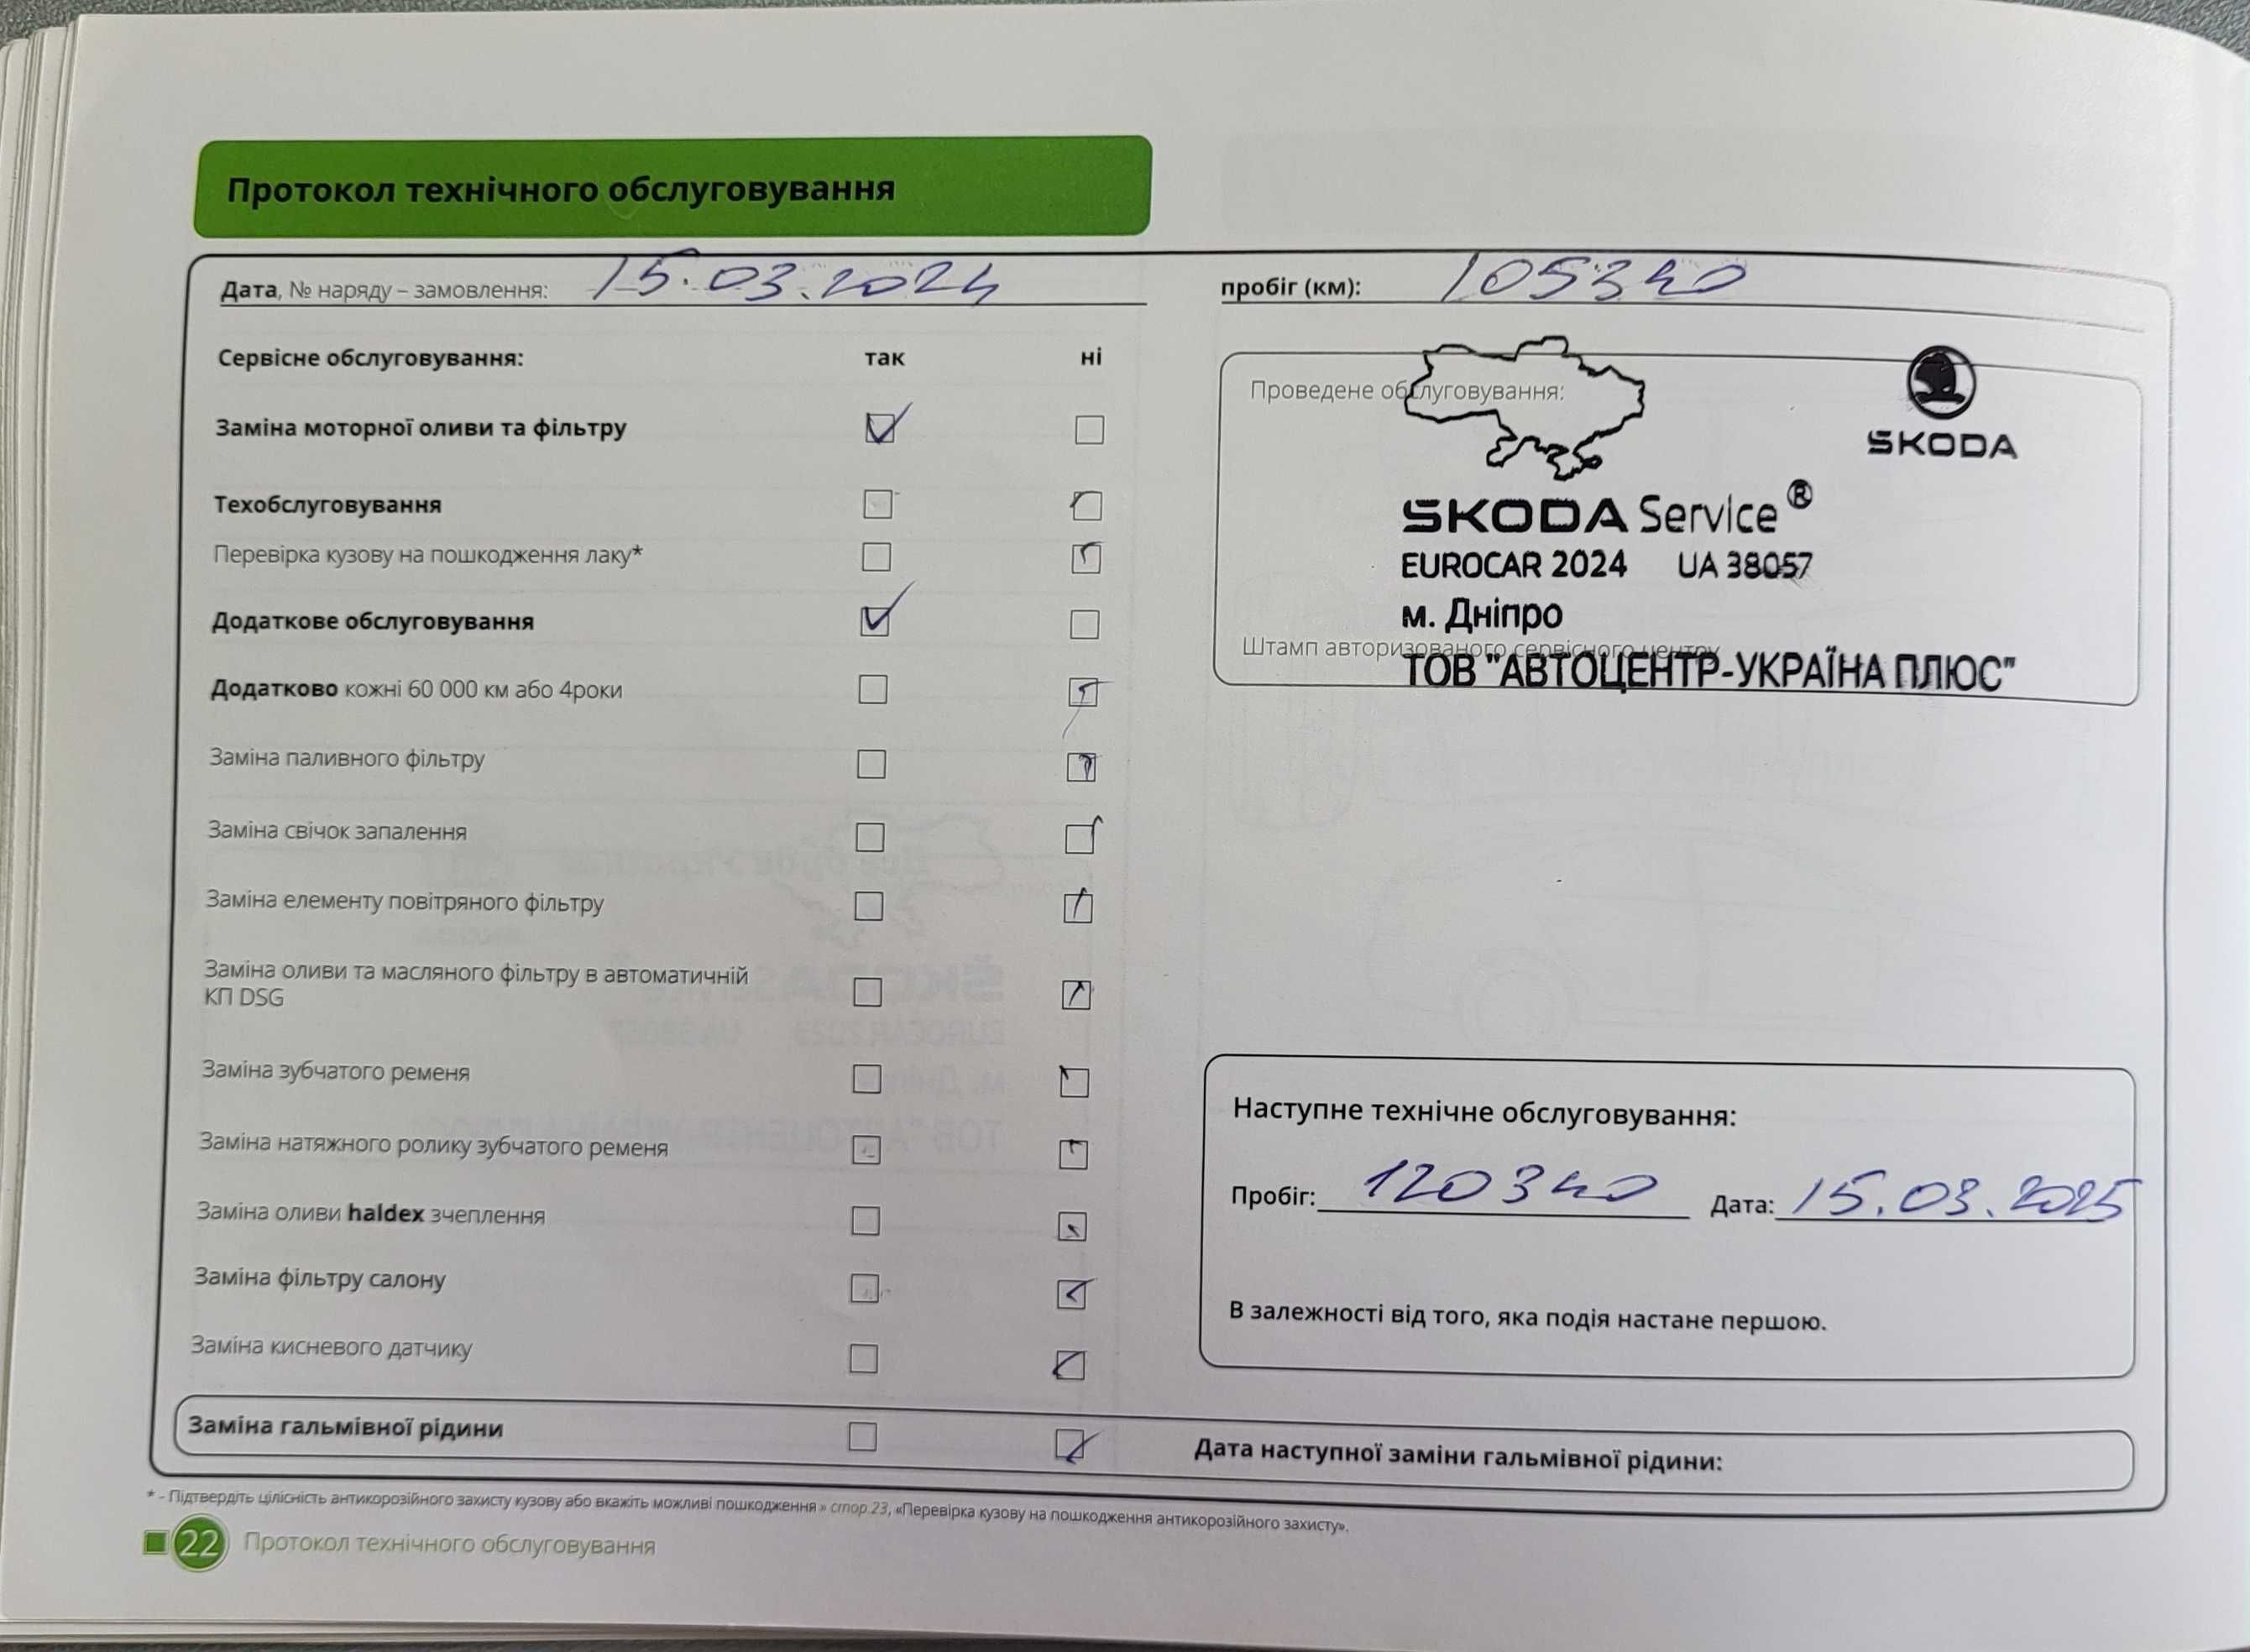 Протокол технічного обслуговування
Дата, № наряду – замовлення: 15.03.2024
пробіг (км): 105340
Сервісне обслуговування: так ні
Заміна моторної оливи та фільтру
Техобслуговування
Перевірка кузову на пошкодження лаку*
Додаткове обслуговування
Додатково кожні 60 000 км або 4роки
Заміна паливного фільтру
Заміна свічок запалення
Заміна елементу повітряного фільтру
Заміна оливи та масляного фільтру в автоматичній
КП DSG
Заміна зубчатого ременя
Заміна натяжного ролику зубчатого ременя
Заміна оливи haldex зчеплення
Заміна фільтру салону
Заміна кисневого датчику
Заміна гальмівної рідини
Проведене обслуговування:
SKODA
SKODA Service ®
EUROCAR 2024 UA 38057
м. Дніпро
Штамп авторизованого сервісного центру
ТОВ "АВТОЦЕНТР-УКРАЇНА ПЛЮС"
Наступне технічне обслуговування:
Пробіг: 120340 Дата: 15.03.2025
В залежності від того, яка подія настане першою.
Дата наступної заміни гальмівної рідини:
* - Підтвердіть цілісність антикорозійного захисту кузову або вкажіть можливі пошкодження » стор.23, «Перевірка кузову на пошкодження антикорозійного захисту».
22 Протокол технічного обслуговування